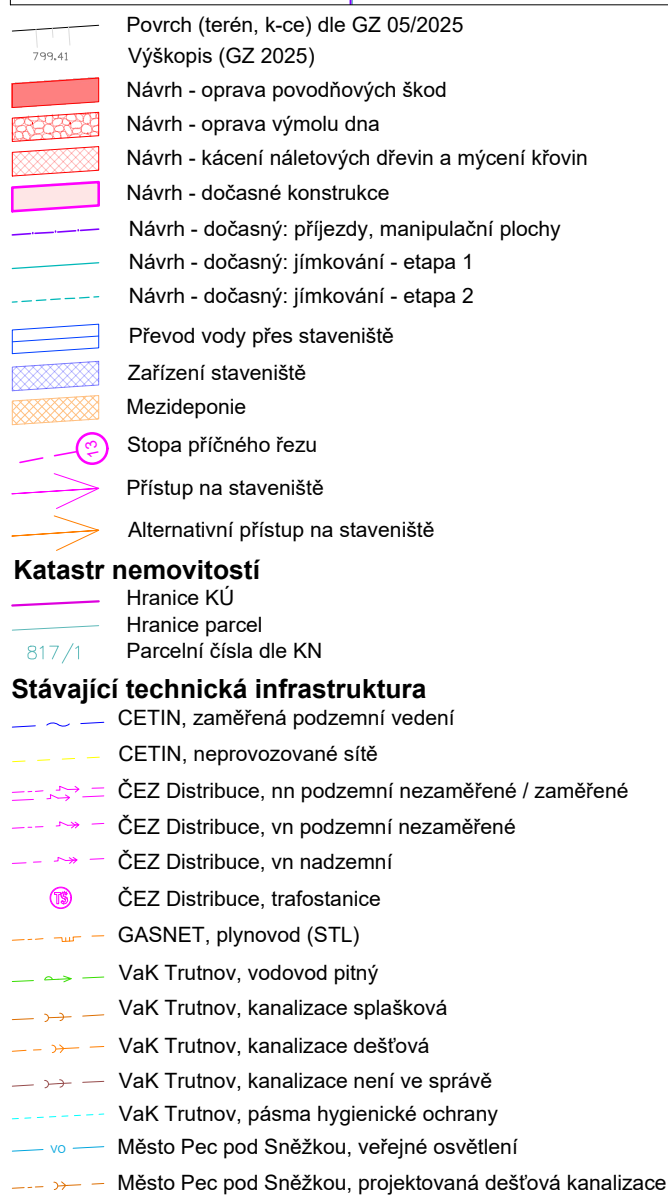 Povrch (terén, k-ce) dle GZ 05/2025
799.41 Výškopis (GZ 2025)
Návrh - oprava povodňových škod
Návrh - oprava výmolu dna
Návrh - kácení náletových dřevin a mýcení křovin
Návrh - dočasné konstrukce
Návrh - dočasný: příjezdy, manipulační plochy
Návrh - dočasný: jímkování - etapa 1
Návrh - dočasný: jímkování - etapa 2
Převod vody přes staveniště
Zařízení staveniště
Mezideponie
13 Stopa příčného řezu
Přístup na staveniště
Alternativní přístup na staveniště
Katastr nemovitostí
Hranice KÚ
Hranice parcel
817/1 Parcelní čísla dle KN
Stávající technická infrastruktura
CETIN, zaměřená podzemní vedení
CETIN, neprovozované sítě
ČEZ Distribuce, nn podzemní nezaměřené / zaměřené
ČEZ Distribuce, vn podzemní nezaměřené
ČEZ Distribuce, vn nadzemní
TS ČEZ Distribuce, trafostanice
GASNET, plynovod (STL)
VaK Trutnov, vodovod pitný
VaK Trutnov, kanalizace splašková
VaK Trutnov, kanalizace dešťová
VaK Trutnov, kanalizace není ve správě
VaK Trutnov, pásma hygienické ochrany
VO Město Pec pod Sněžkou, veřejné osvětlení
Město Pec pod Sněžkou, projektovaná dešťová kanalizace